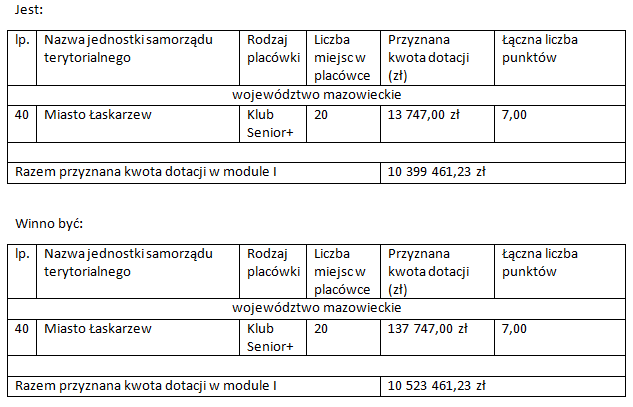 Jest:
lp. Nazwa jednostki samorządu Rodzaj Liczba Przyznana Łączna liczba
terytorialnego placówki miejsc w kwota dotacji punktów
placówce (zł)
województwo mazowieckie
40 Miasto Łaskarzew Klub 20 13 747,00 zł 7,00
Senior+
Razem przyznana kwota dotacji w module I 10 399 461,23 zł
Winno być:
lp. Nazwa jednostki samorządu Rodzaj Liczba Przyznana Łączna liczba
terytorialnego placówki miejsc w kwota dotacji punktów
placówce (zł)
województwo mazowieckie
40 Miasto Łaskarzew Klub 20 137 747,00 zł 7,00
Senior+
Razem przyznana kwota dotacji w module I 10 523 461,23 zł